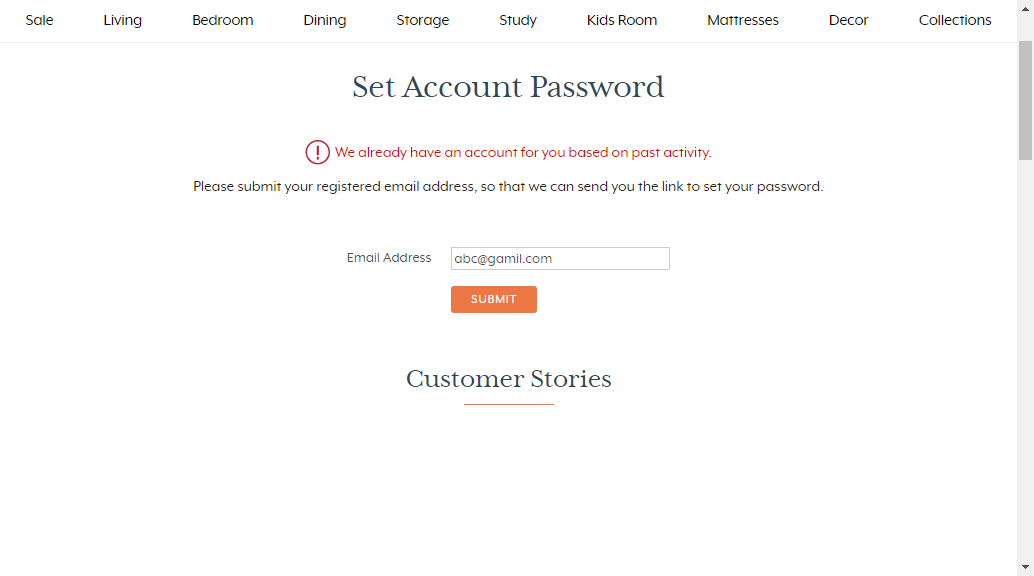 Sale Living Bedroom Dining Storage Study Kids Room Mattresses Decor Collections
Set Account Password
We already have an account for you based on past activity.
Please submit your registered email address, so that we can send you the link to set your password.
Email Address abc@gamil.com
SUBMIT
Customer Stories